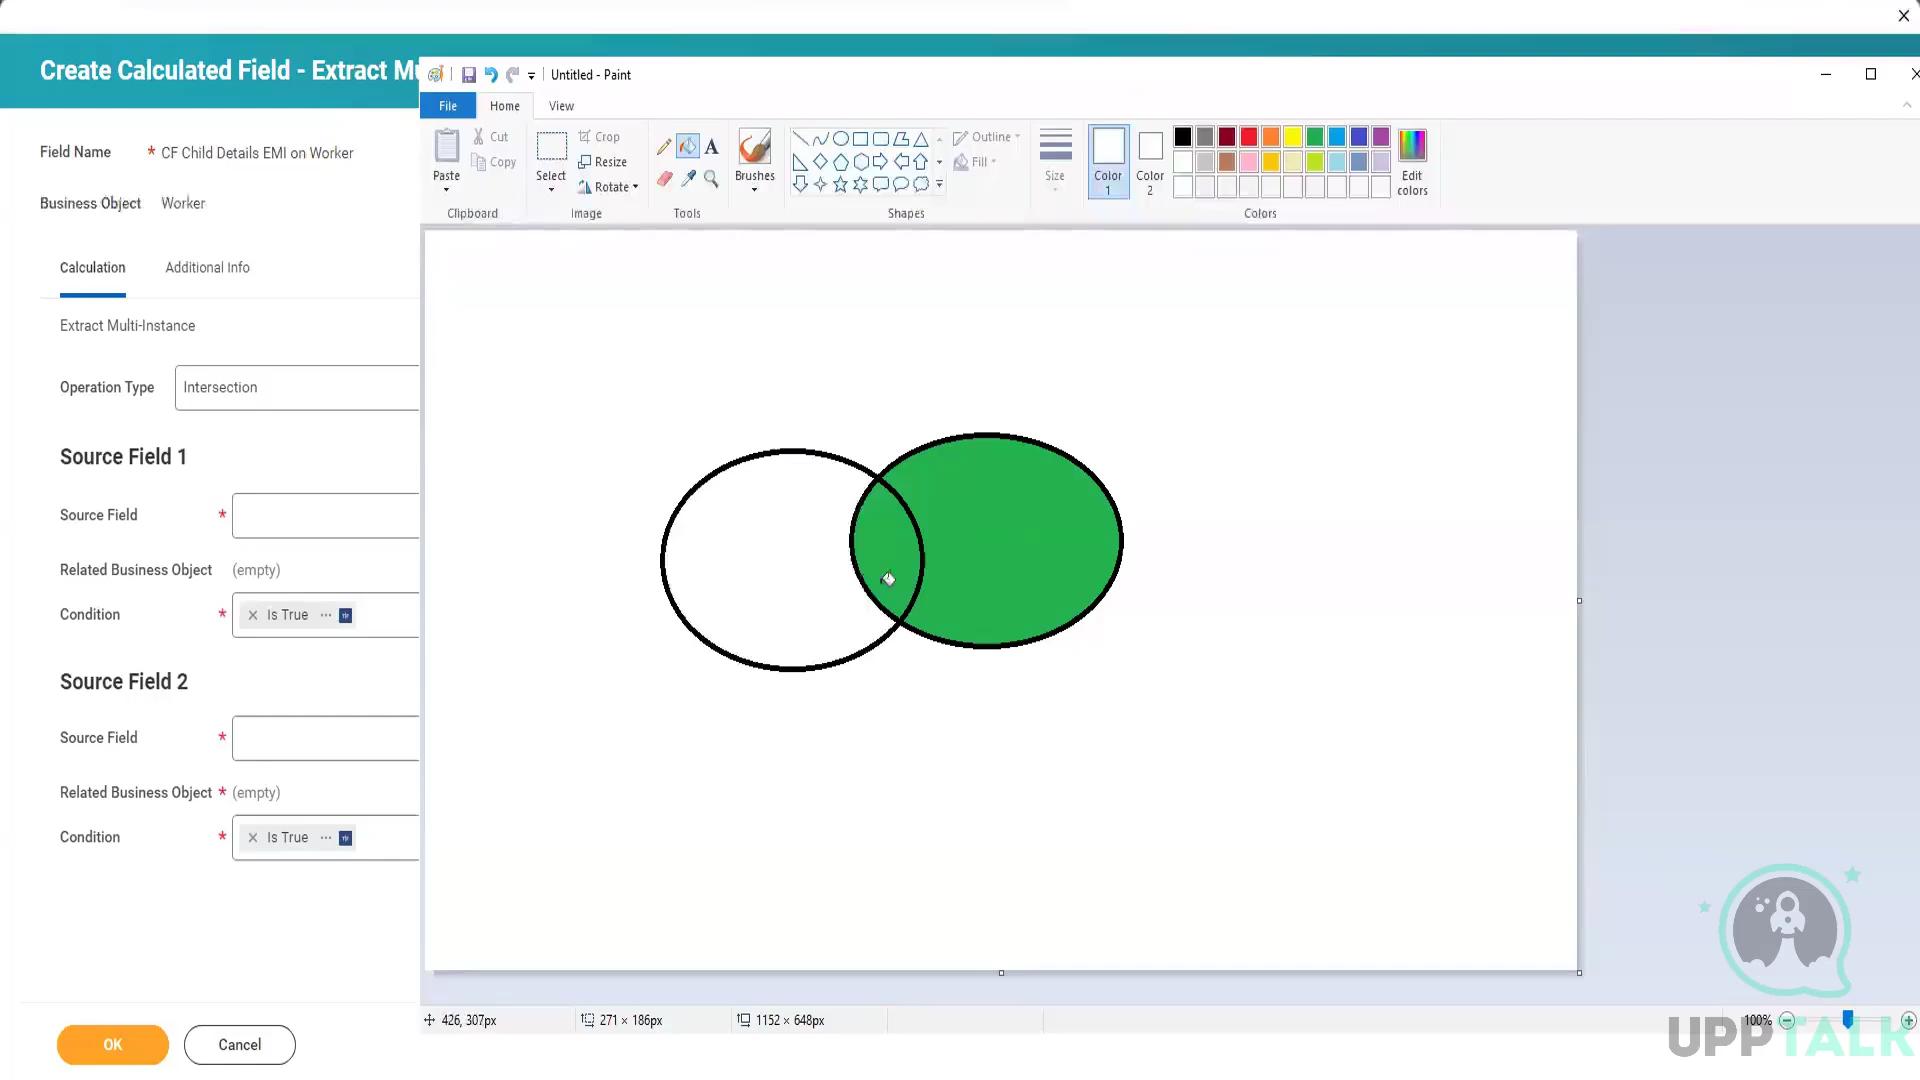 Create Calculated Field - Extract Mu
Field Name * CF Child Details EMI on Worker
Business Object Worker
Calculation Additional Info
Extract Multi-Instance
Operation Type Intersection
Source Field 1
Source Field *
Related Business Object (empty)
Condition * Is True
Source Field 2
Source Field *
Related Business Object * (empty)
Condition * Is True
OK Cancel
Untitled - Paint
File Home View
Paste
Cut
Copy
Clipboard
Select
Crop
Resize
Rotate
Image
A
Tools
Brushes
Shapes
Outline
Fill
Size
Color 1
Color 2
Edit colors
Colors
426, 307px 271 × 186px 1152 × 648px 100%
UPPTALK